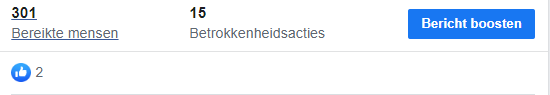 301
15
Bereikte mensen
Betrokkenheidsacties
Bericht boosten
2